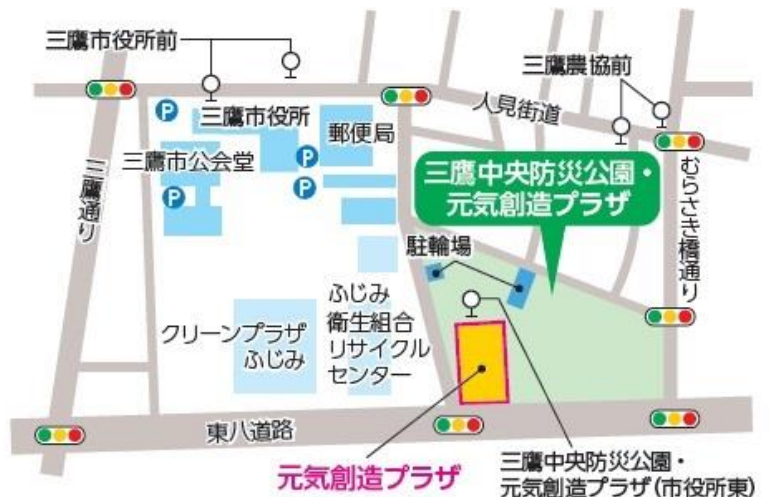 三鷹市役所前
三鷹農協前
人見街道
P
三鷹市役所
郵便局
三鷹市公会堂
P
P
P
三鷹通り
むらさき橋通り
三鷹中央防災公園・
元気創造プラザ
駐輪場
ふじみ
衛生組合
リサイクル
センター
クリーンプラザ
ふじみ
東八道路
元気創造プラザ
三鷹中央防災公園・
元気創造プラザ(市役所東)